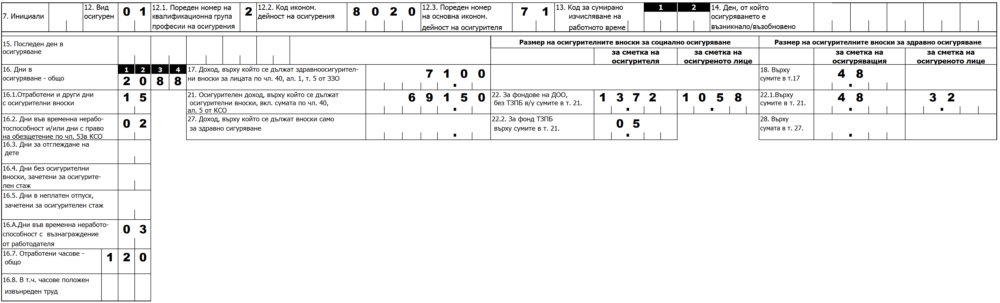 7. Инициали
12. Вид
осигурен
0 1
12.1. Пореден номер на
квалификационна група
професии на осигурения
2
12.2. Код иконом.
дейност на осигурения
8 0 2 0
12.3. Пореден номер
на основна иконом.
дейност на осигурителя
7 1
13. Код за сумирано
изчисляване на
работното време
1 2
14. Ден, от който
осигуряването е
възникнало/възобновено
15. Последен ден в
осигуряване
Размер на осигурителните вноски за социално осигуряване
за сметка на
осигурителя
за сметка на
осигуреното лице
Размер на осигурителните вноски за здравно осигуряване
за сметка на
осигуряващия
за сметка на
осигуреното лице
16. Дни в
осигуряване - общо
1 2 3 4
2 0 8 8
17. Доход, върху който се дължат здравноосигурител-
ни вноски за лицата по чл. 40, ал. 1, т. 5 от ЗЗО
7 1 . 0 0
18. Върху
сумите в т.17
4 . 8
16.1.Отработени и други дни
с осигурителни вноски
1 5
21. Осигурителен доход, върху който се дължат
осигурителни вноски, вкл. сумата по чл. 40,
ал. 5 от КСО
6 9 1 . 5 0
22. За фондове на ДОО,
без ТЗПБ в/у сумите в т. 21.
1 3 . 7 2
1 0 . 5 8
22.1.Върху
сумите в т. 21.
4 . 8
3 . 2
16.2. Дни във временна нерабо-
тоспособност и/или дни с право
на обезщетение по чл. 53в КСО
0 2
27. Доход, върху който се дължат вноски само
за здравно сигуряване
.
22.2. За фонд ТЗПБ
върху сумите в т. 21.
0 . 5
28. Върху
сумата в т. 27.
.
16.3. Дни за отглеждане на
дете
16.4. Дни без осигурителни
вноски, зачетени за осигурите-
лен стаж
16.5. Дни в неплатен отпуск,
зачетени за осигурителен стаж
16.А.Дни във временна неработо-
способност с възнаграждение
от работодателя
0 3
16.7. Отработени часове -
общо
1 2 0
16.8. В т.ч. часове положен
извънреден труд